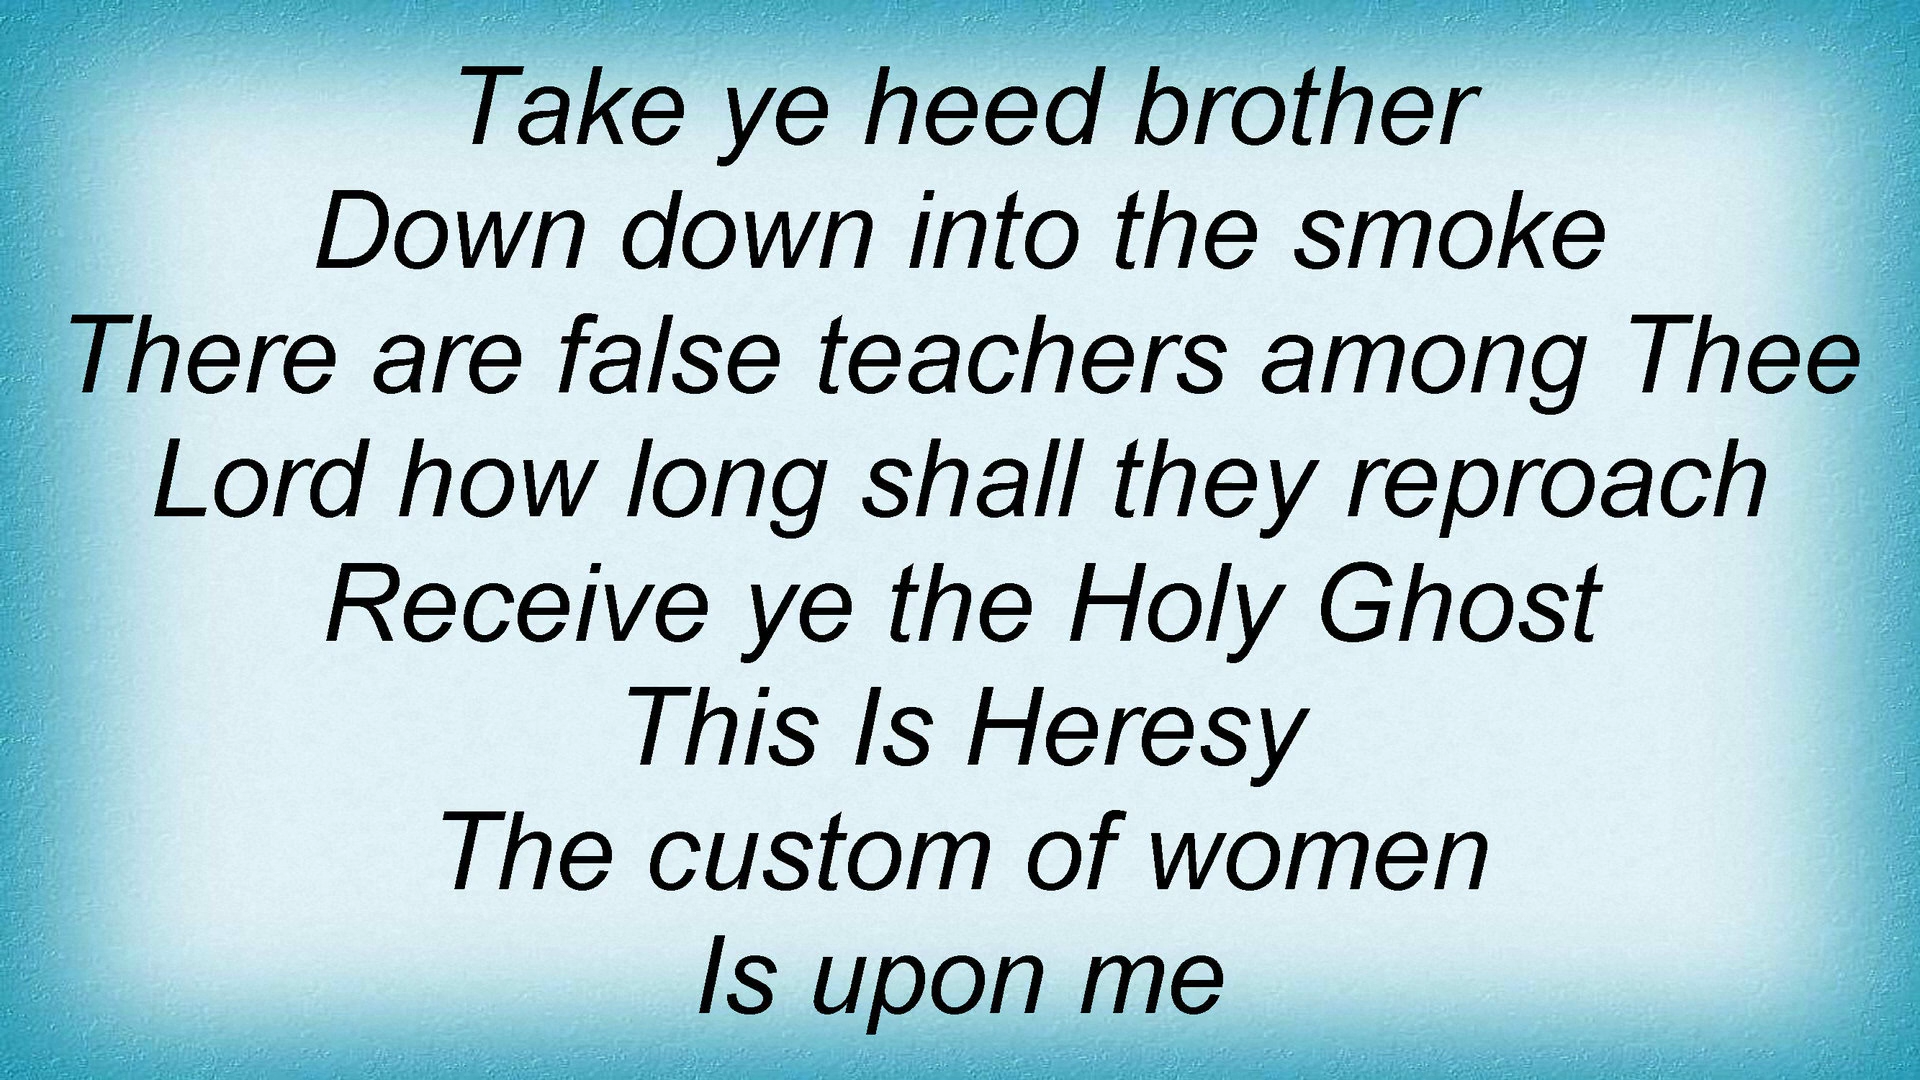 Take ye heed brother
Down down into the smoke
There are false teachers among Thee
Lord how long shall they reproach
Receive ye the Holy Ghost
This Is Heresy
The custom of women
Is upon me